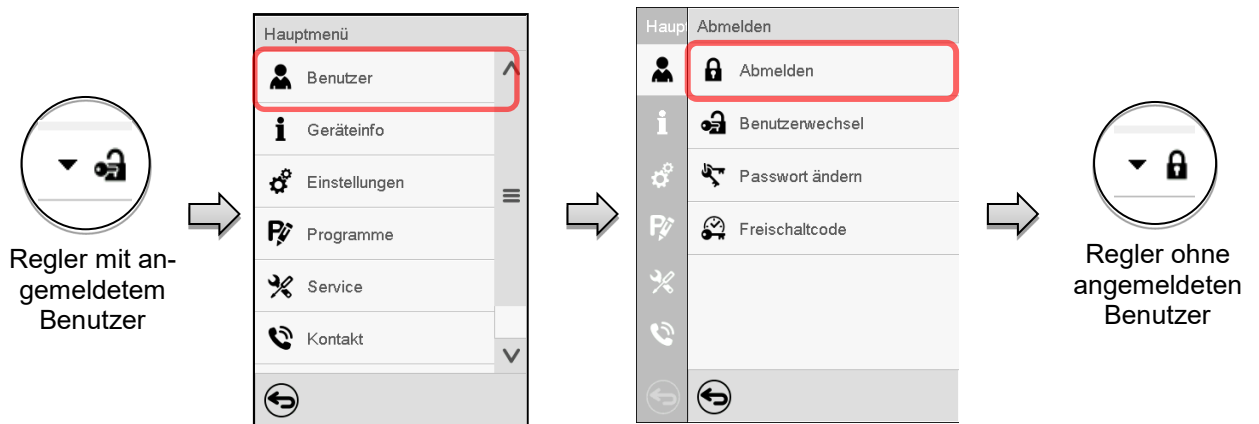 Regler mit an-
gemeldetem
Benutzer
Hauptmenü
Benutzer
Geräteinfo
Einstellungen
Programme
Service
Kontakt
Haup
Abmelden
Abmelden
Benutzerwechsel
Passwort ändern
Freischaltcode
Regler ohne
angemeldeten
Benutzer